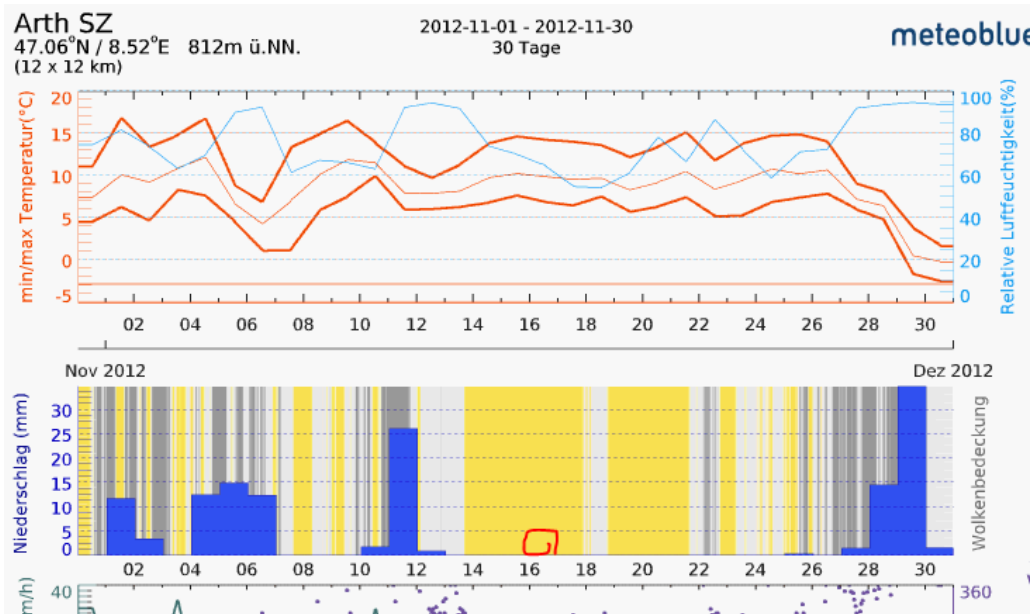 Arth SZ
47.06°N / 8.52°E 812m ü.NN.
(12 x 12 km)
2012-11-01 - 2012-11-30
30 Tage
meteoblue
min/max Temperatur(°C)
20
15
10
5
0
-5
Relative Luftfeuchtigkeit(%)
100
80
60
40
20
0
02 04 06 08 10 12 14 16 18 20 22 24 26 28 30
Nov 2012 Dez 2012
Niederschlag (mm)
30
25
20
15
10
5
0
Wolkenbedeckung
02 04 06 08 10 12 14 16 18 20 22 24 26 28 30
m/h)
40
360